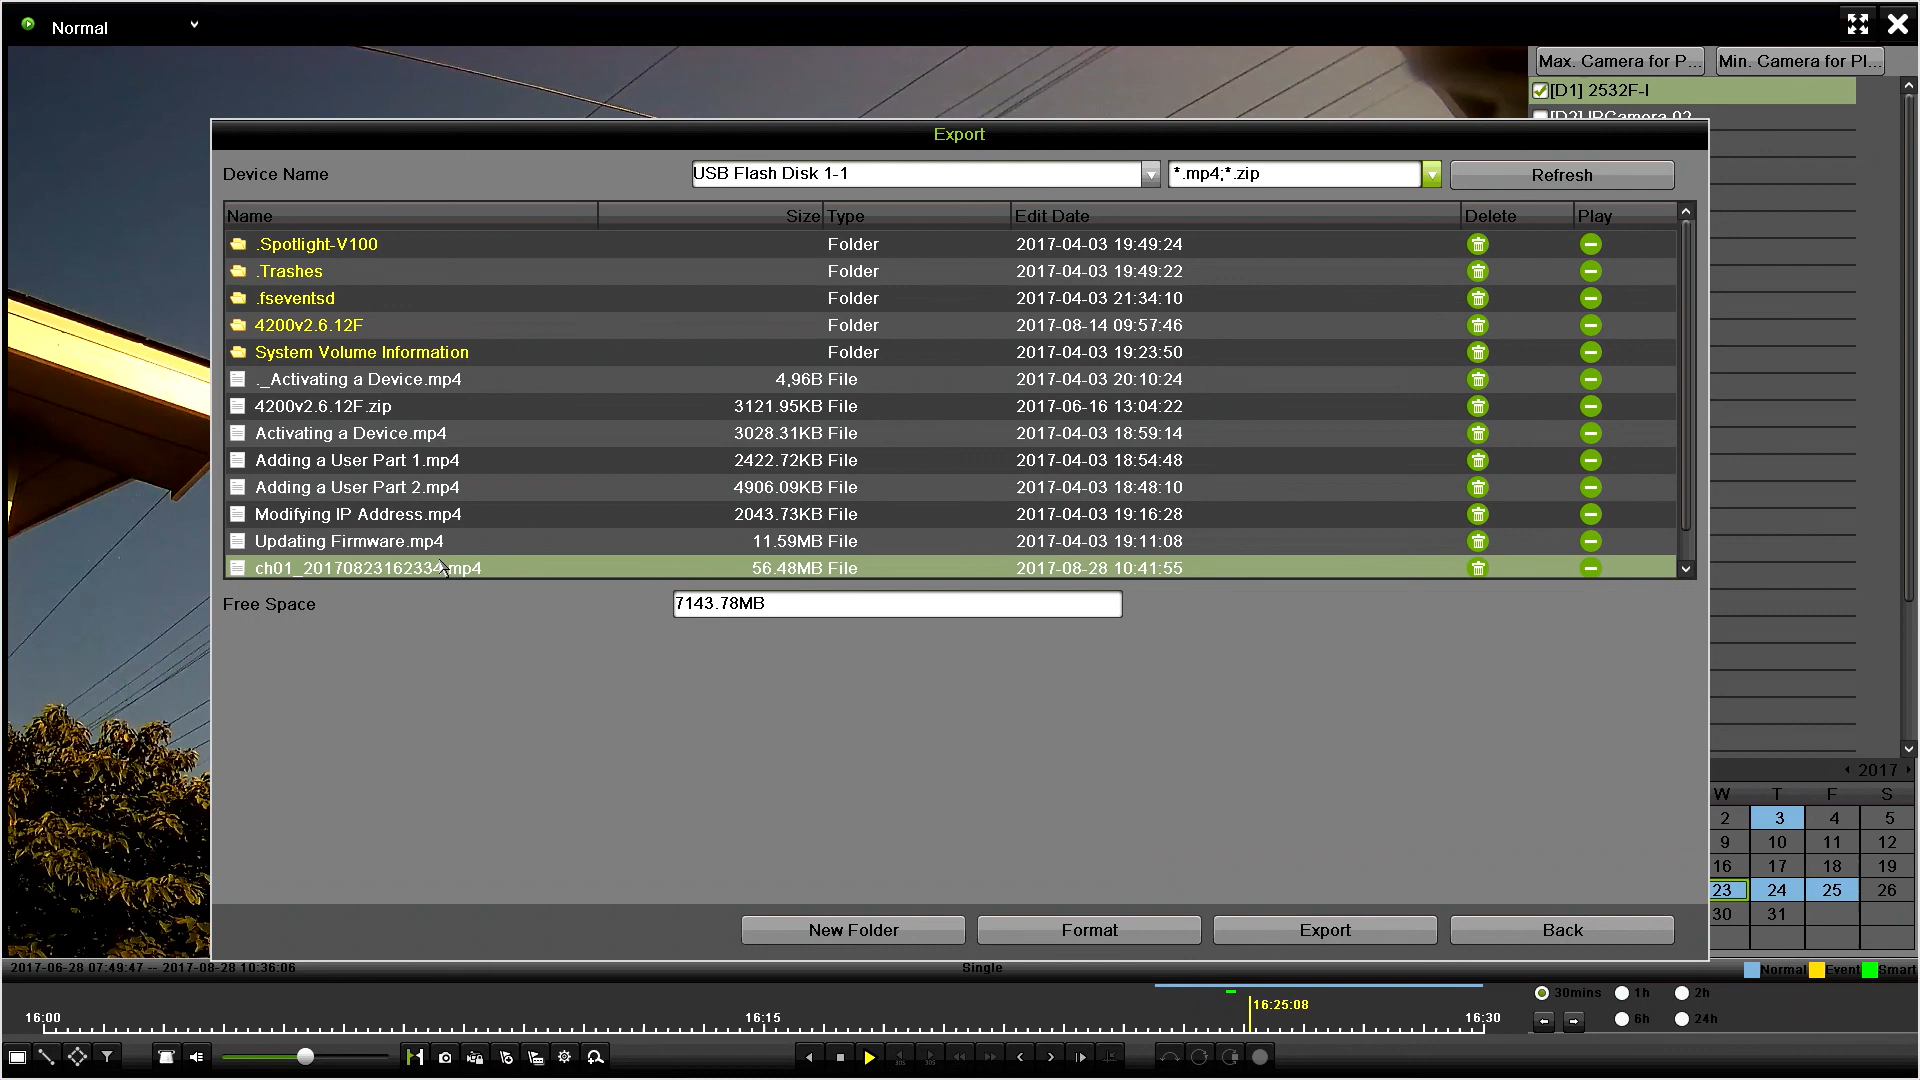 Normal
Max. Camera for P... Min. Camera for Pl...
[D1] 2532F-I
[D2] IPCamera 02
Export
Device Name USB Flash Disk 1-1 *.mp4;*.zip Refresh
Name Size Type Edit Date Delete Play
.Spotlight-V100 Folder 2017-04-03 19:49:24
.Trashes Folder 2017-04-03 19:49:22
.fseventsd Folder 2017-04-03 21:34:10
4200v2.6.12F Folder 2017-08-14 09:57:46
System Volume Information Folder 2017-04-03 19:23:50
._Activating a Device.mp4 4,96B File 2017-04-03 20:10:24
4200v2.6.12F.zip 3121.95KB File 2017-06-16 13:04:22
Activating a Device.mp4 3028.31KB File 2017-04-03 18:59:14
Adding a User Part 1.mp4 2422.72KB File 2017-04-03 18:54:48
Adding a User Part 2.mp4 4906.09KB File 2017-04-03 18:48:10
Modifying IP Address.mp4 2043.73KB File 2017-04-03 19:16:28
Updating Firmware.mp4 11.59MB File 2017-04-03 19:11:08
ch01_20170823162334.mp4 56.48MB File 2017-08-28 10:41:55
Free Space 7143.78MB
2017
W T F S
2 3 4 5
9 10 11 12
16 17 18 19
23 24 25 26
30 31
New Folder Format Export Back
2017-06-28 07:49:47 -- 2017-08-28 10:36:06 Single Normal Event Smart
16:00 16:15 16:25:08 16:30
30mins 1h 2h
6h 24h
30s 30s